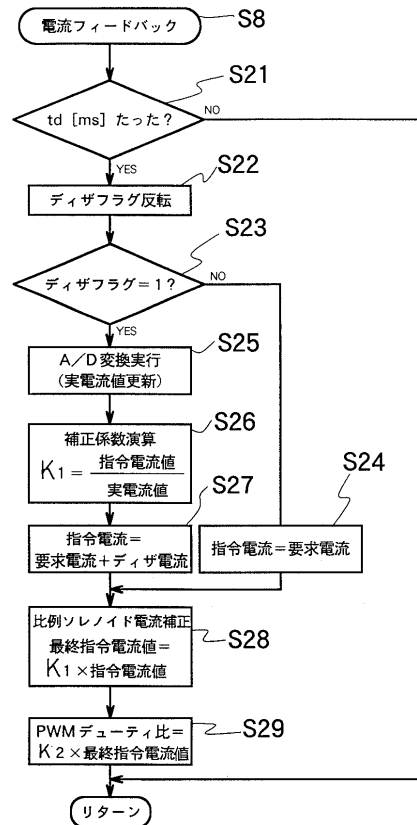 電流フィードバック
S8
S21
td [ms] たった?
NO
YES
S22
ディザフラグ反転
S23
ディザフラグ=1?
NO
YES
S25
A/D変換実行
(実電流値更新)
S26
補正係数演算
K1= 指令電流値
実電流値
S27
指令電流=
要求電流+ディザ電流
S24
指令電流=要求電流
比例ソレノイド電流補正
最終指令電流値=
K1×指令電流値
S28
PWMデューティ比=
K2×最終指令電流値
S29
リターン